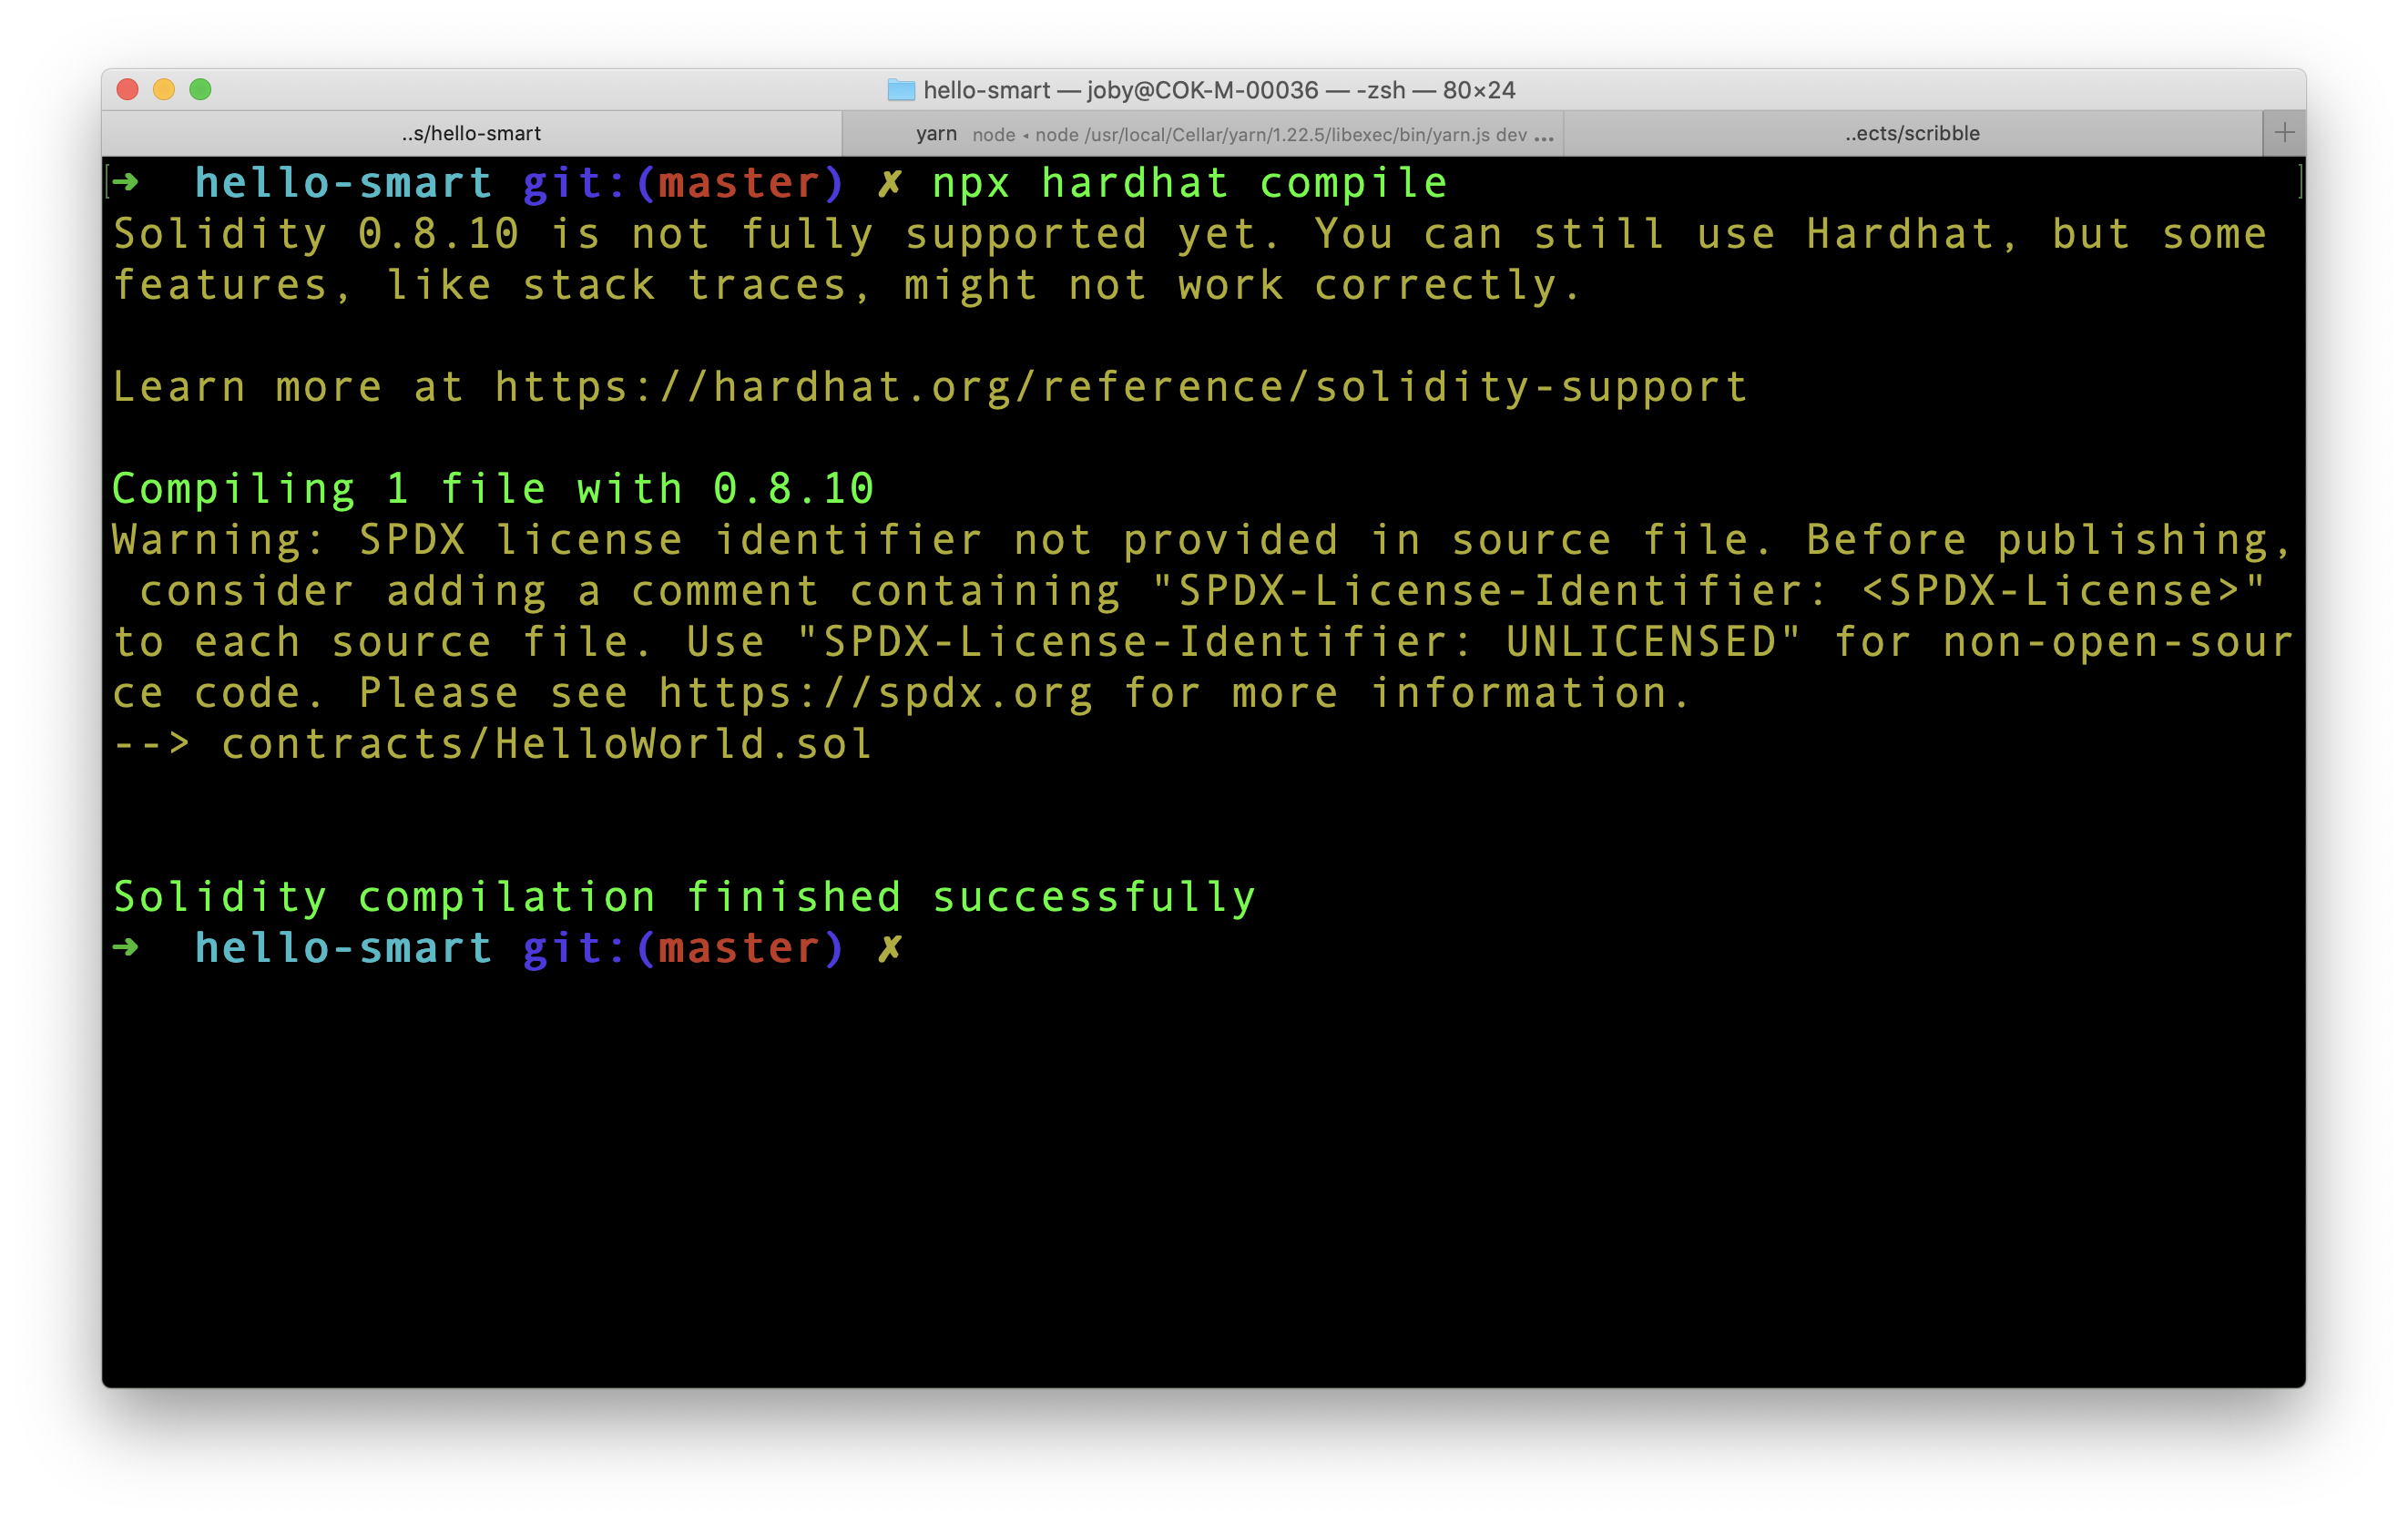 hello-smart — joby@COK-M-00036 — -zsh — 80×24
..s/hello-smart
yarn node ◂ node /usr/local/Cellar/yarn/1.22.5/libexec/bin/yarn.js dev ...
..ects/scribble
+
[➜  hello-smart git:(master) ✗ npx hardhat compile ]
Solidity 0.8.10 is not fully supported yet. You can still use Hardhat, but some
features, like stack traces, might not work correctly.
Learn more at https://hardhat.org/reference/solidity-support
Compiling 1 file with 0.8.10
Warning: SPDX license identifier not provided in source file. Before publishing,
 consider adding a comment containing "SPDX-License-Identifier: <SPDX-License>"
to each source file. Use "SPDX-License-Identifier: UNLICENSED" for non-open-sour
ce code. Please see https://spdx.org for more information.
--> contracts/HelloWorld.sol
Solidity compilation finished successfully
➜  hello-smart git:(master) ✗